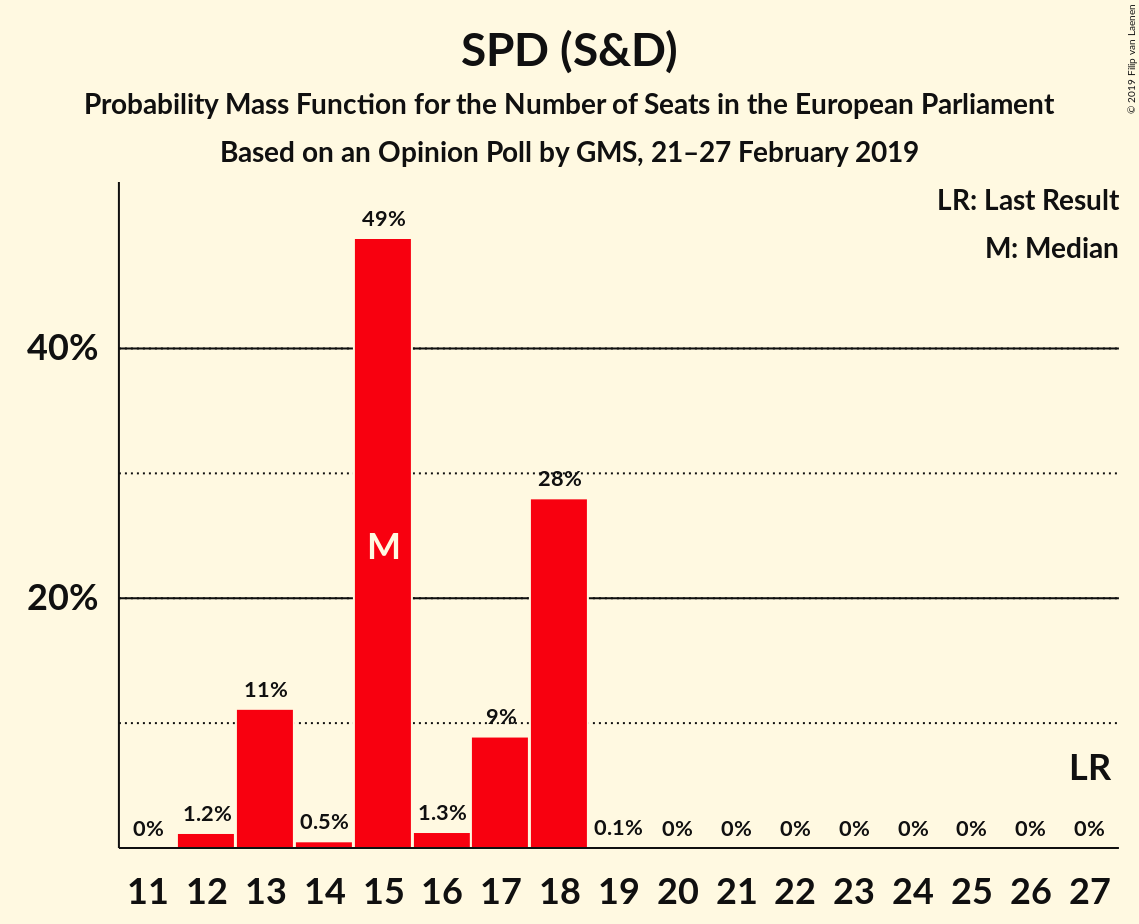 SPD (S&D)
Probability Mass Function for the Number of Seats in the European Parliament
Based on an Opinion Poll by GMS, 21–27 February 2019
© 2019 Filip van Laenen
LR: Last Result
M: Median
49%
40%
28%
M
20%
11%
9%
LR
0% 1.2% 0.5% 1.3% 0.1% 0% 0% 0% 0% 0% 0% 0% 0%
11 12 13 14 15 16 17 18 19 20 21 22 23 24 25 26 27